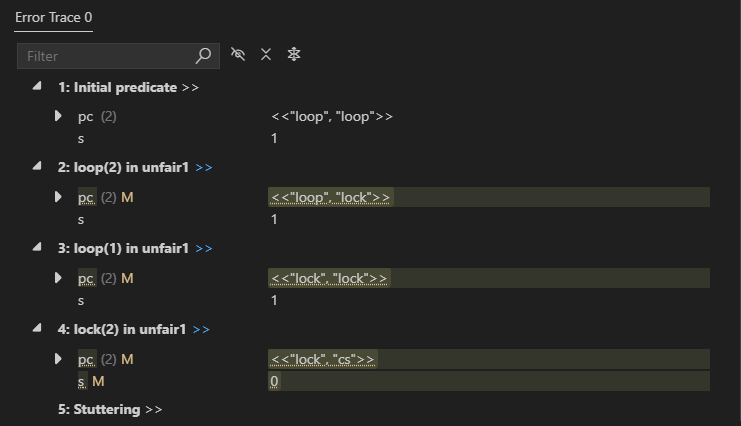 Error Trace 0
Filter
1: Initial predicate >>
pc (2) <<"loop", "loop">>
s 1
2: loop(2) in unfair1 >>
pc (2) M <<"loop", "lock">>
s 1
3: loop(1) in unfair1 >>
pc (2) M <<"lock", "lock">>
s 1
4: lock(2) in unfair1 >>
pc (2) M <<"lock", "cs">>
s M 0
5: Stuttering >>